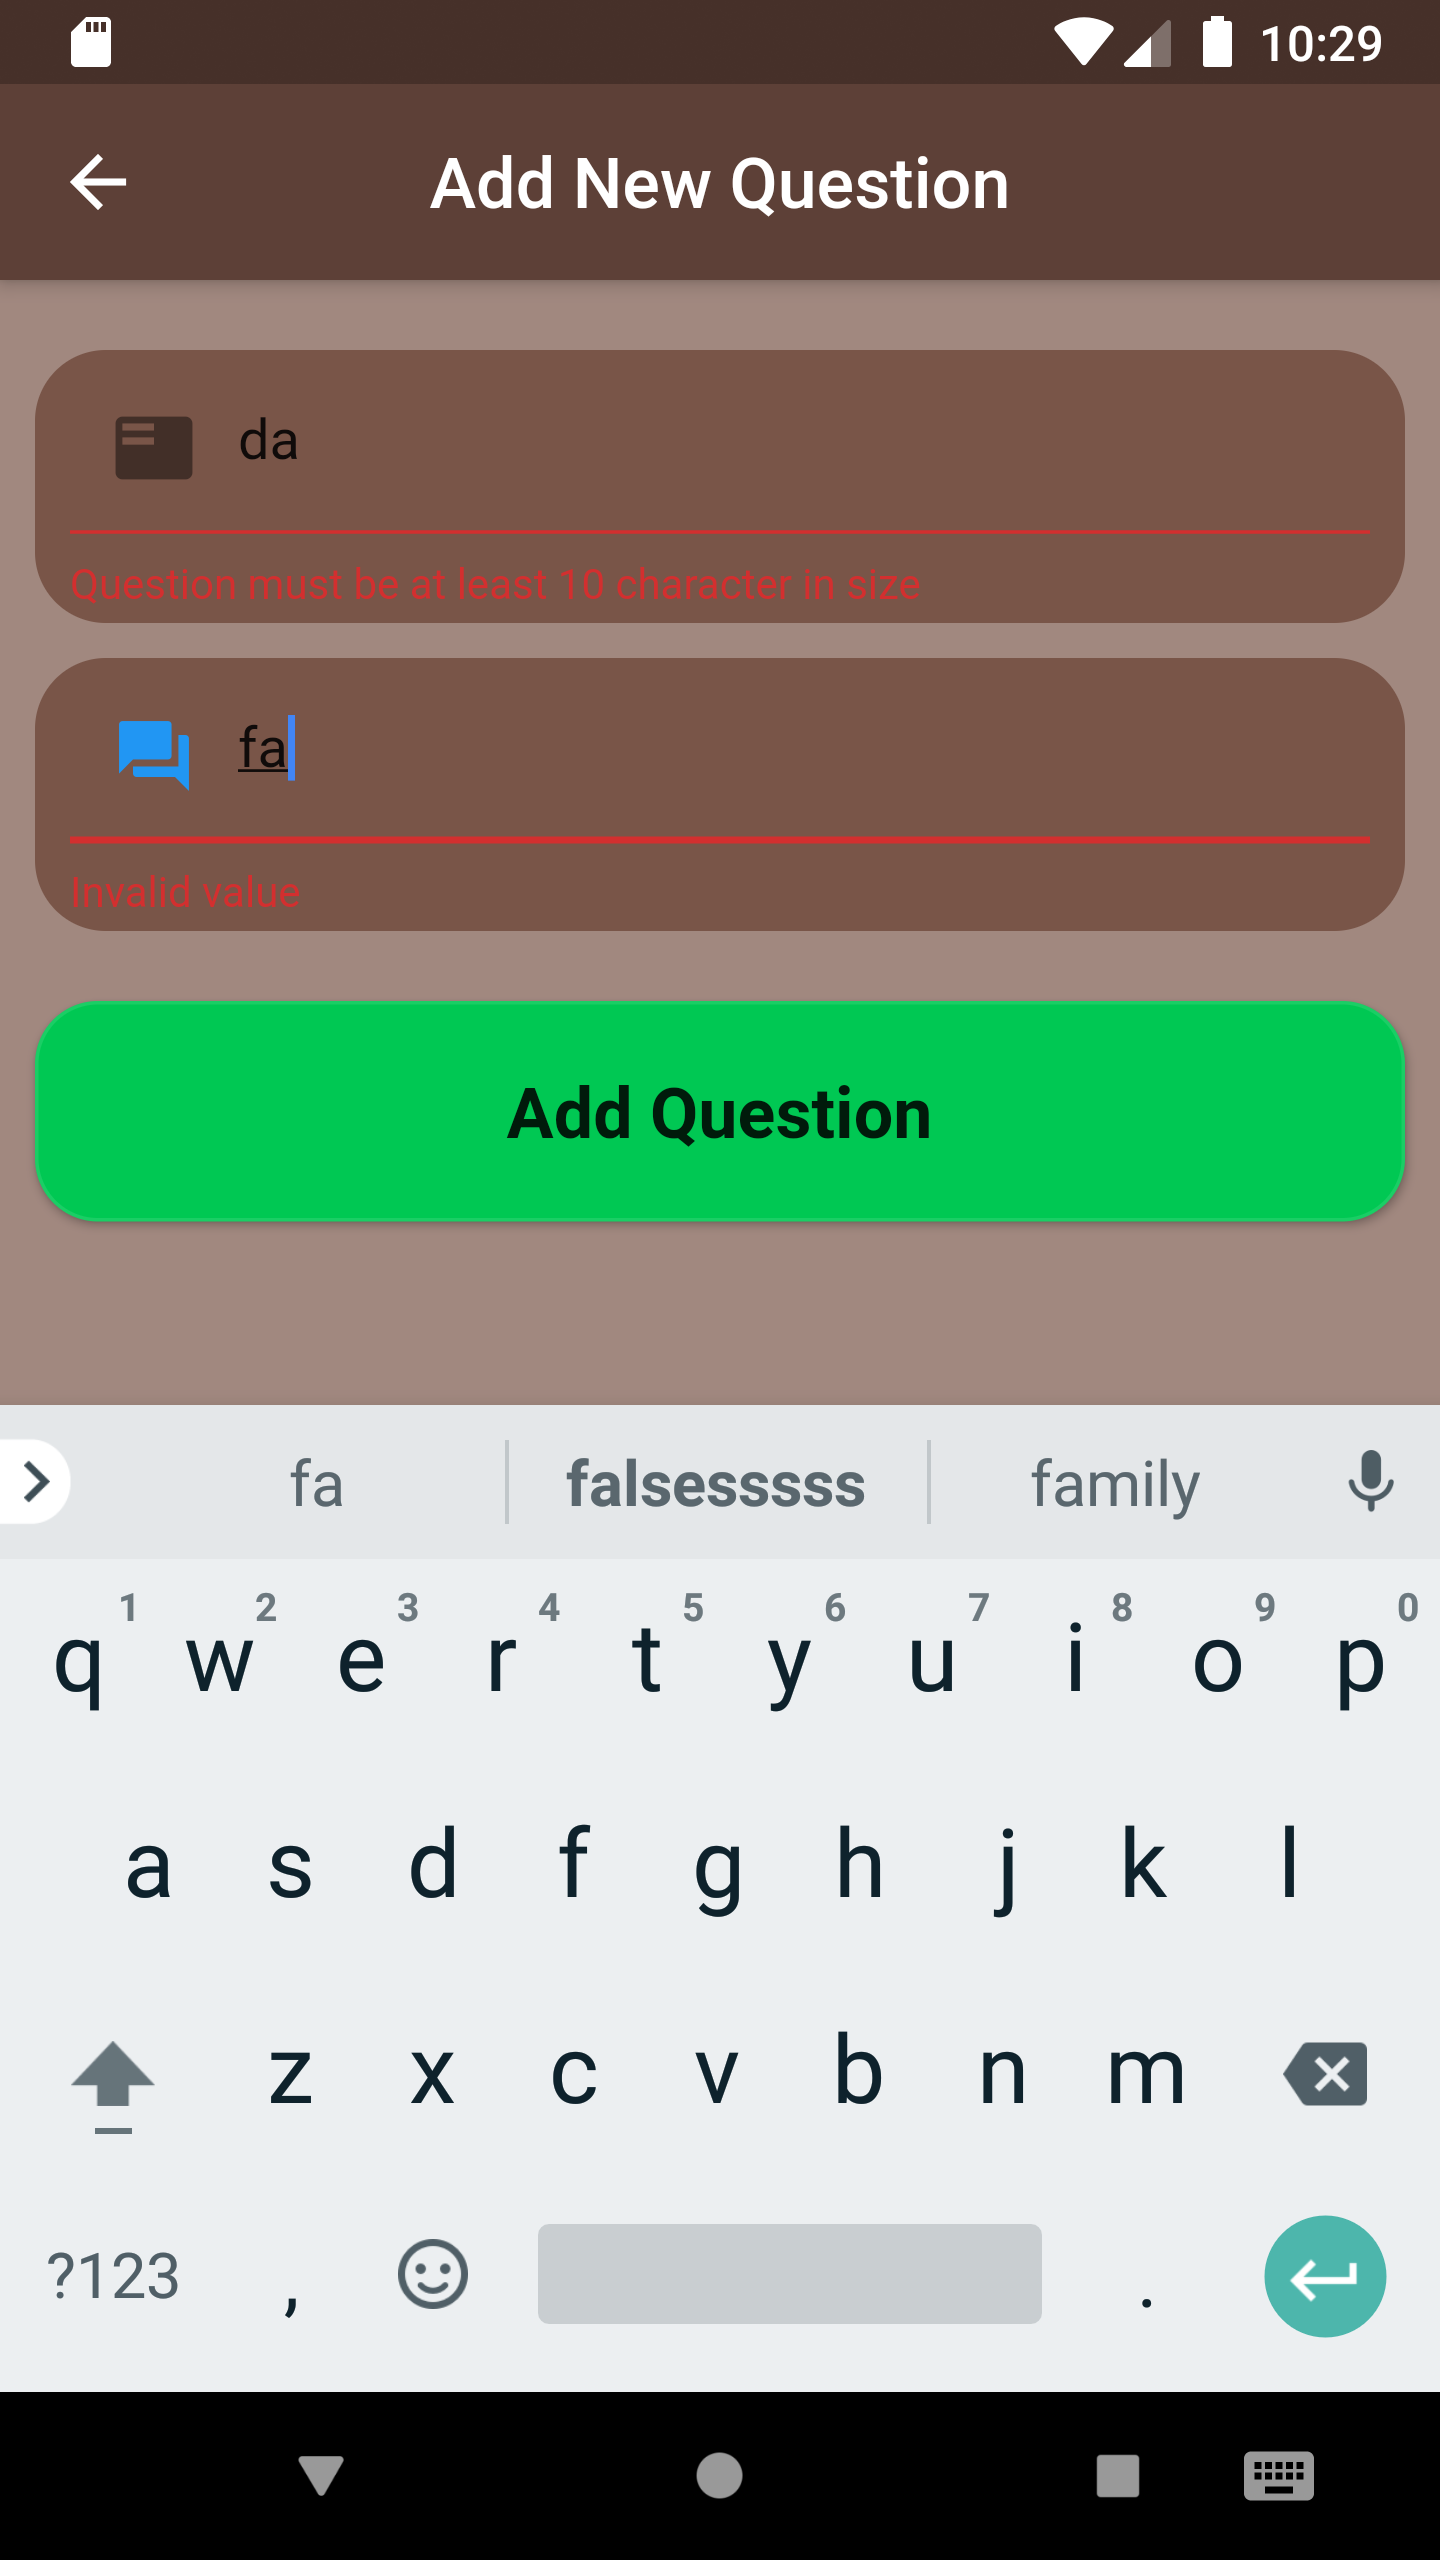 10:29
Add New Question
da
Question must be at least 10 character in size
fa
Invalid value
Add Question
fa falsesssss family
1 2 3 4 5 6 7 8 9 0
q w e r t y u i o p
a s d f g h j k l
z x c v b n m
?123 , .